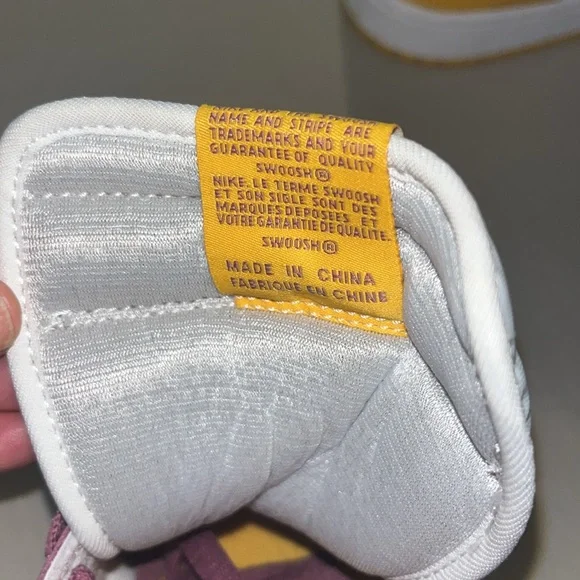 NAME AND STRIPE ARE
TRADEMARKS AND YOUR
GUARANTEE OF QUALITY
SWOOSH®
NIKE, LE TERME SWOOSH
ET SON SIGLE SONT DES
MARQUES DEPOSEES ET
VOTRE GARANTIE DE QUALITE.
SWOOSH®
MADE IN CHINA
FABRIQUE EN CHINE